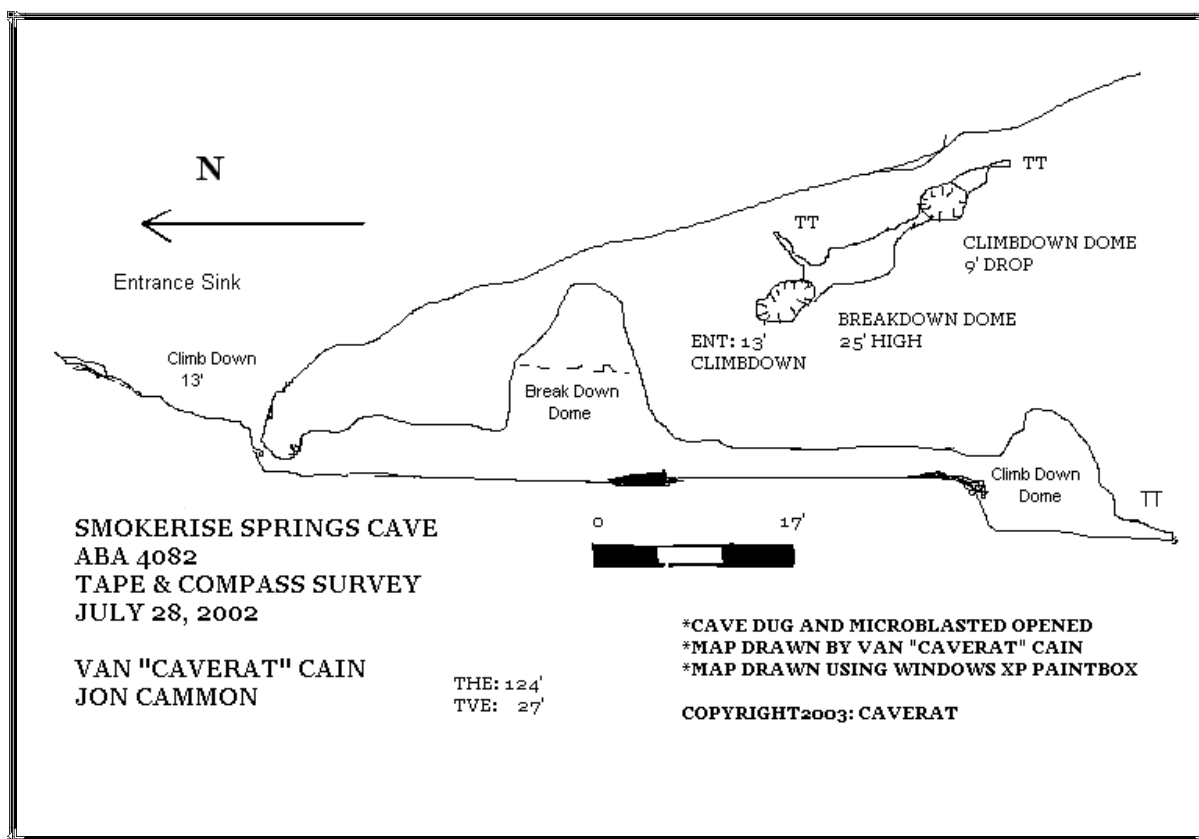 N
TT
TT
CLIMBDOWN DOME
9' DROP
Entrance Sink
BREAKDOWN DOME
25' HIGH
ENT: 13'
CLIMBDOWN
Climb Down
13'
Break Down
Dome
Climb Down
Dome
TT
0 17'
SMOKERISE SPRINGS CAVE
ABA 4082
TAPE & COMPASS SURVEY
JULY 28, 2002
VAN "CAVERAT" CAIN
JON CAMMON
THE: 124'
TVE: 27'
*CAVE DUG AND MICROBLASTED OPENED
*MAP DRAWN BY VAN "CAVERAT" CAIN
*MAP DRAWN USING WINDOWS XP PAINTBOX
COPYRIGHT2003: CAVERAT